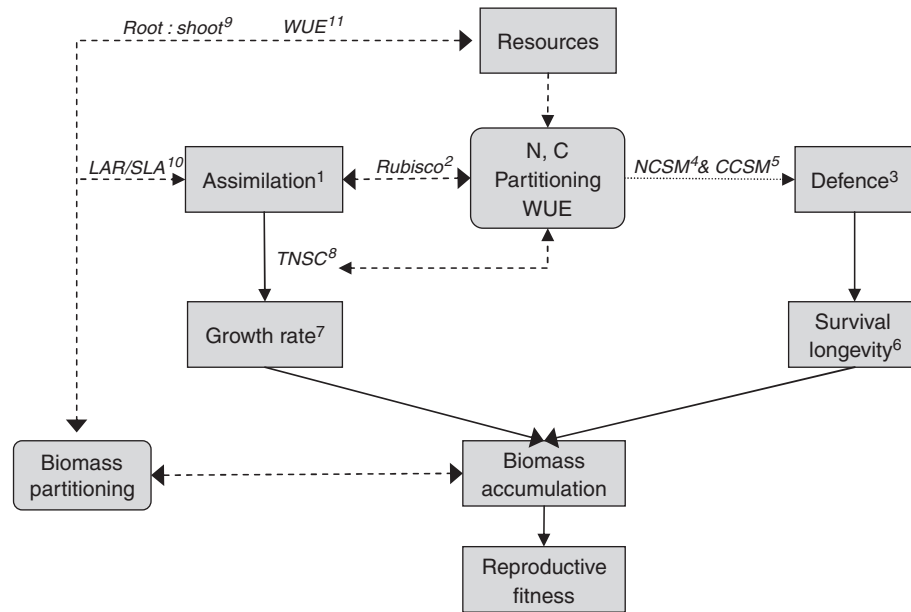 Root : shoot⁹ WUE¹¹
Resources
LAR/SLA¹⁰
Assimilation¹
Rubisco²
N, C
Partitioning
WUE
NCSM⁴& CCSM⁵
Defence³
TNSC⁸
Growth rate⁷
Survival
longevity⁶
Biomass
partitioning
Biomass
accumulation
Reproductive
fitness